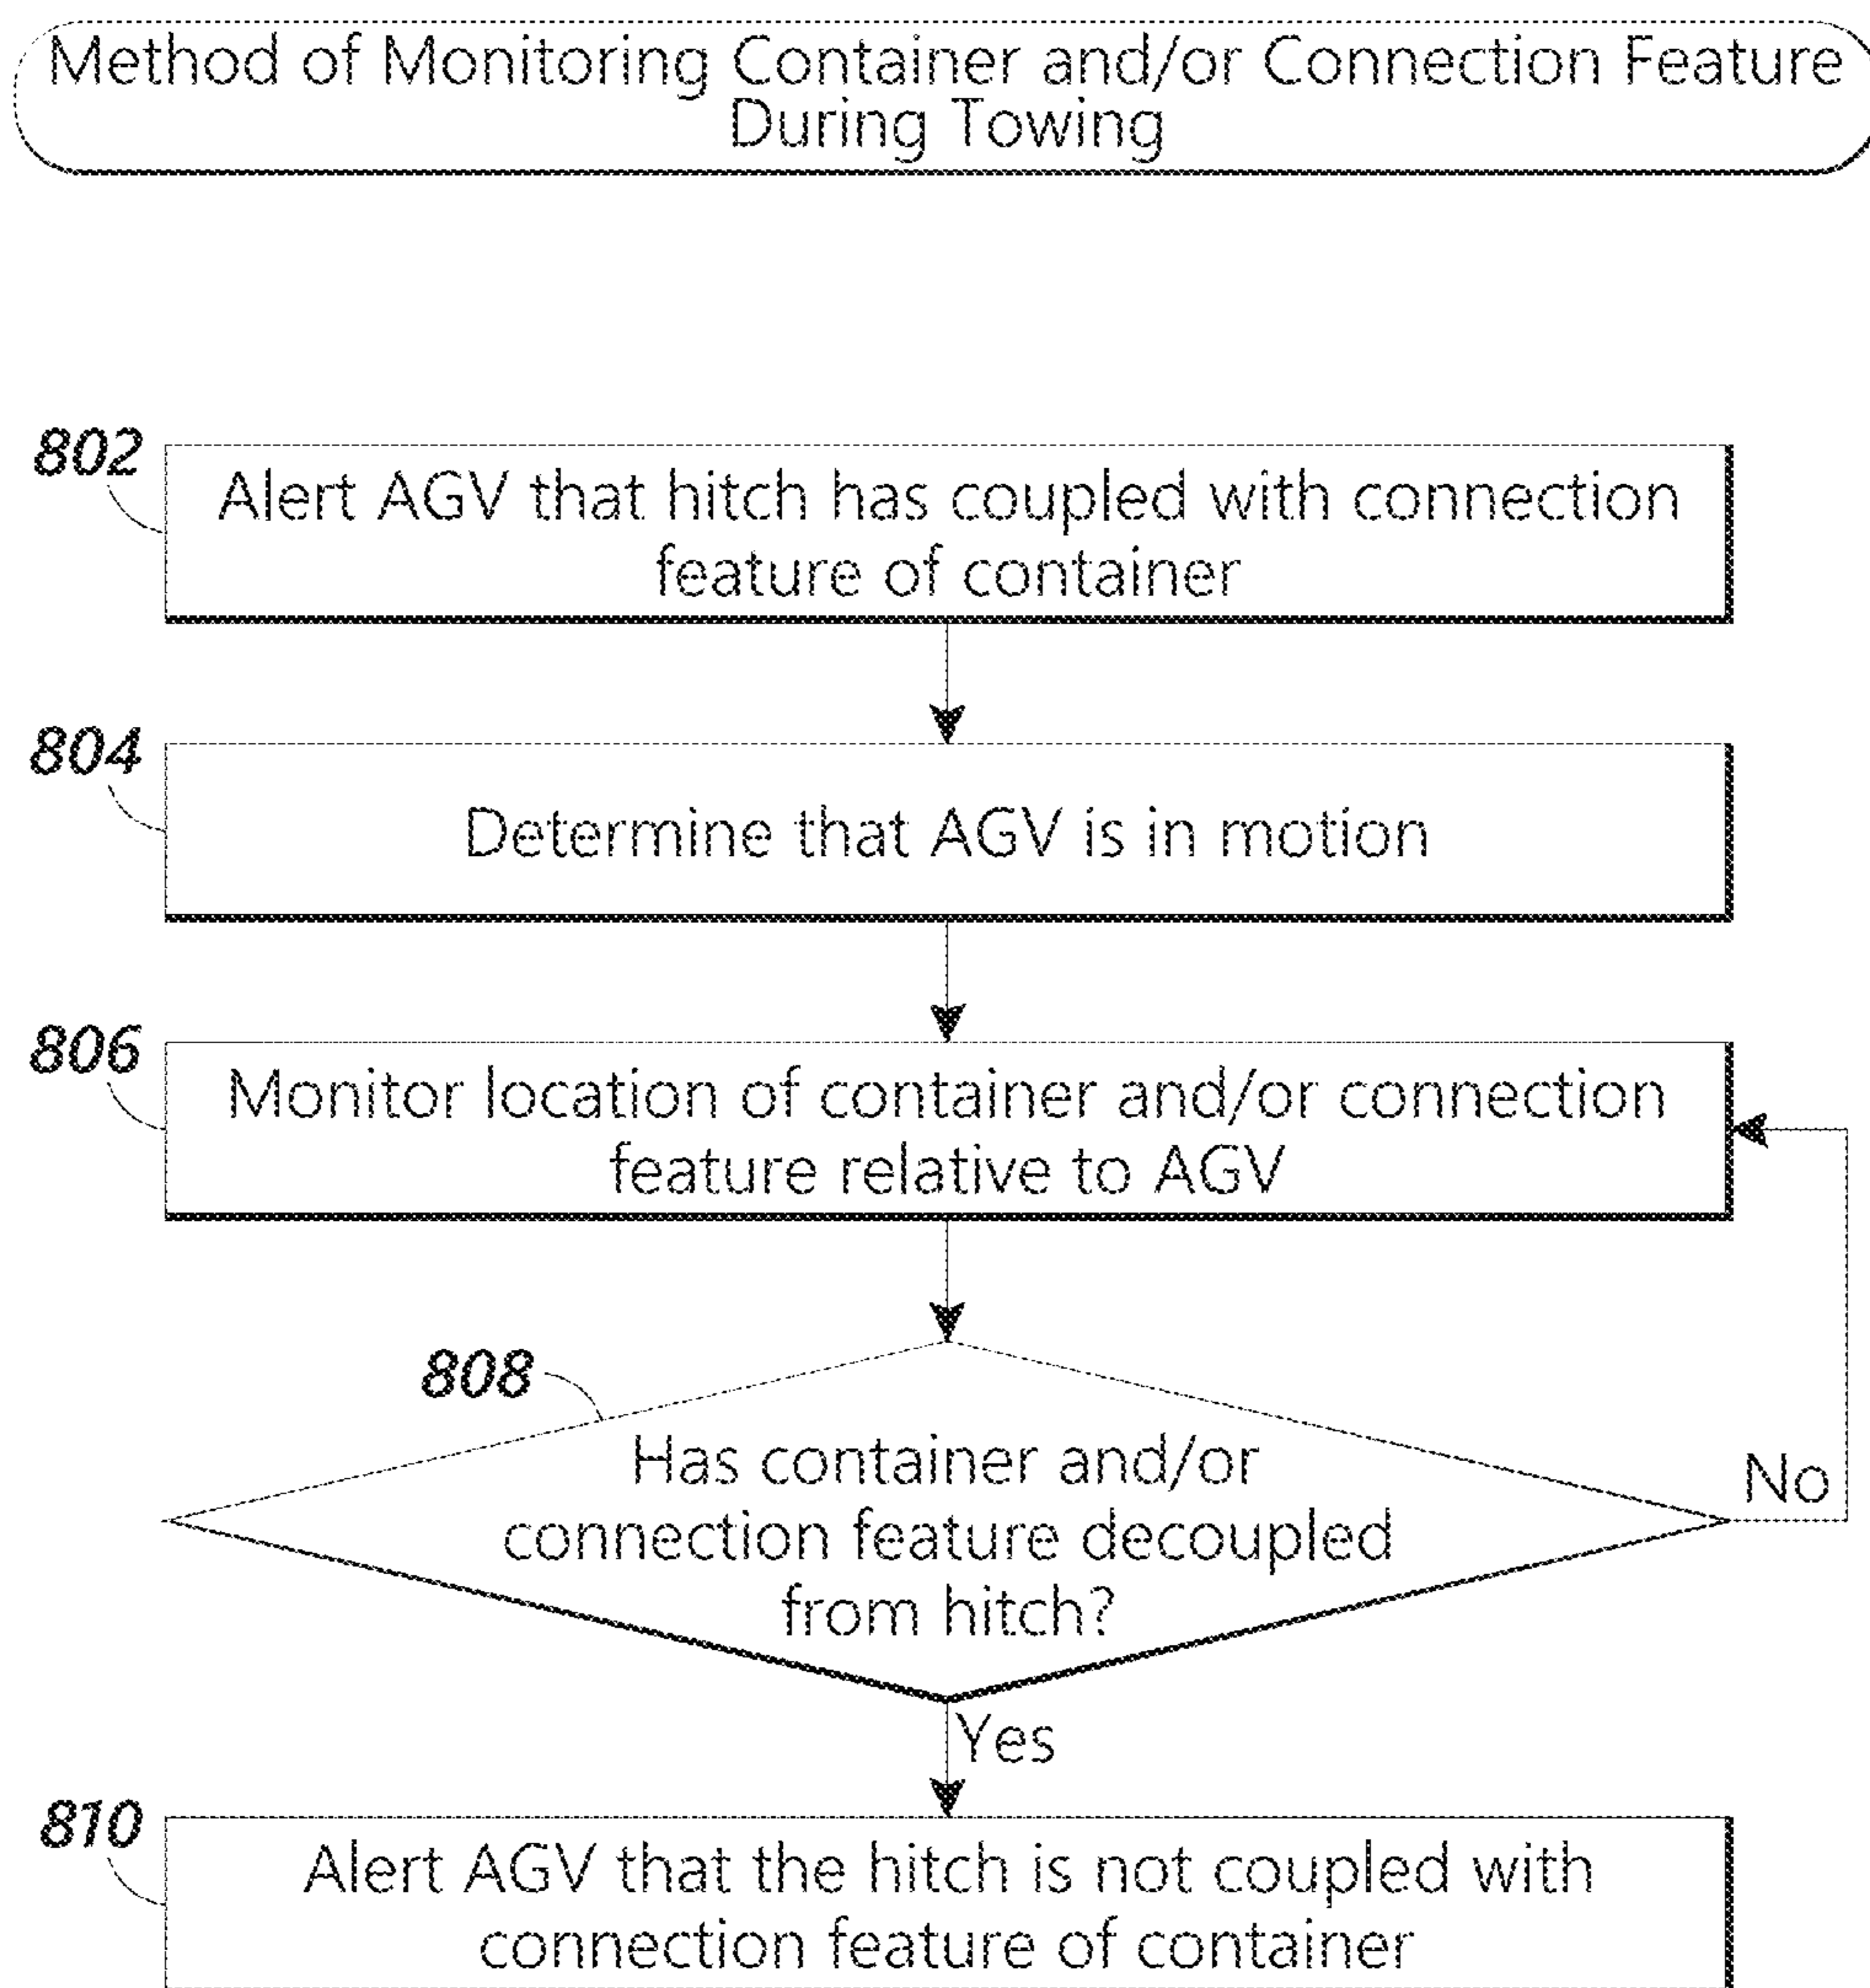 Method of Monitoring Container and/or Connection Feature
During Towing
802
Alert AGV that hitch has coupled with connection
feature of container
804
Determine that AGV is in motion
806
Monitor location of container and/or connection
feature relative to AGV
808
Has container and/or
connection feature decoupled
from hitch?
No
Yes
810
Alert AGV that the hitch is not coupled with
connection feature of container